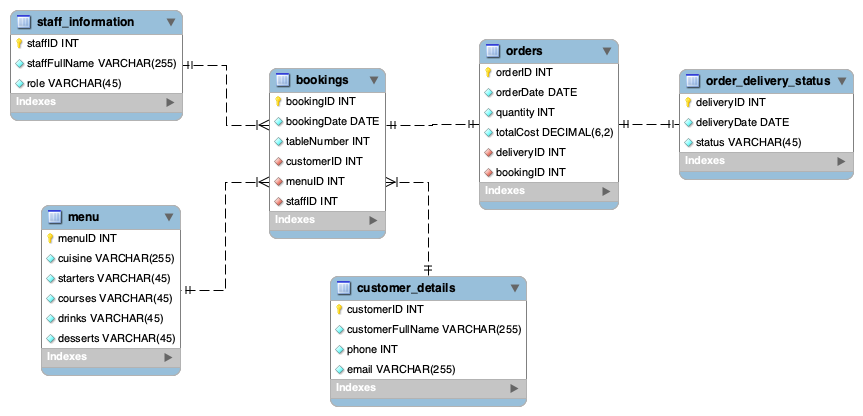 staff_information
staffID INT
staffFullName VARCHAR(255)
role VARCHAR(45)
Indexes
bookings
bookingID INT
bookingDate DATE
tableNumber INT
customerID INT
menuID INT
staffID INT
Indexes
orders
orderID INT
orderDate DATE
quantity INT
totalCost DECIMAL(6,2)
deliveryID INT
bookingID INT
Indexes
order_delivery_status
deliveryID INT
deliveryDate DATE
status VARCHAR(45)
Indexes
menu
menuID INT
cuisine VARCHAR(255)
starters VARCHAR(45)
courses VARCHAR(45)
drinks VARCHAR(45)
desserts VARCHAR(45)
Indexes
customer_details
customerID INT
customerFullName VARCHAR(255)
phone INT
email VARCHAR(255)
Indexes